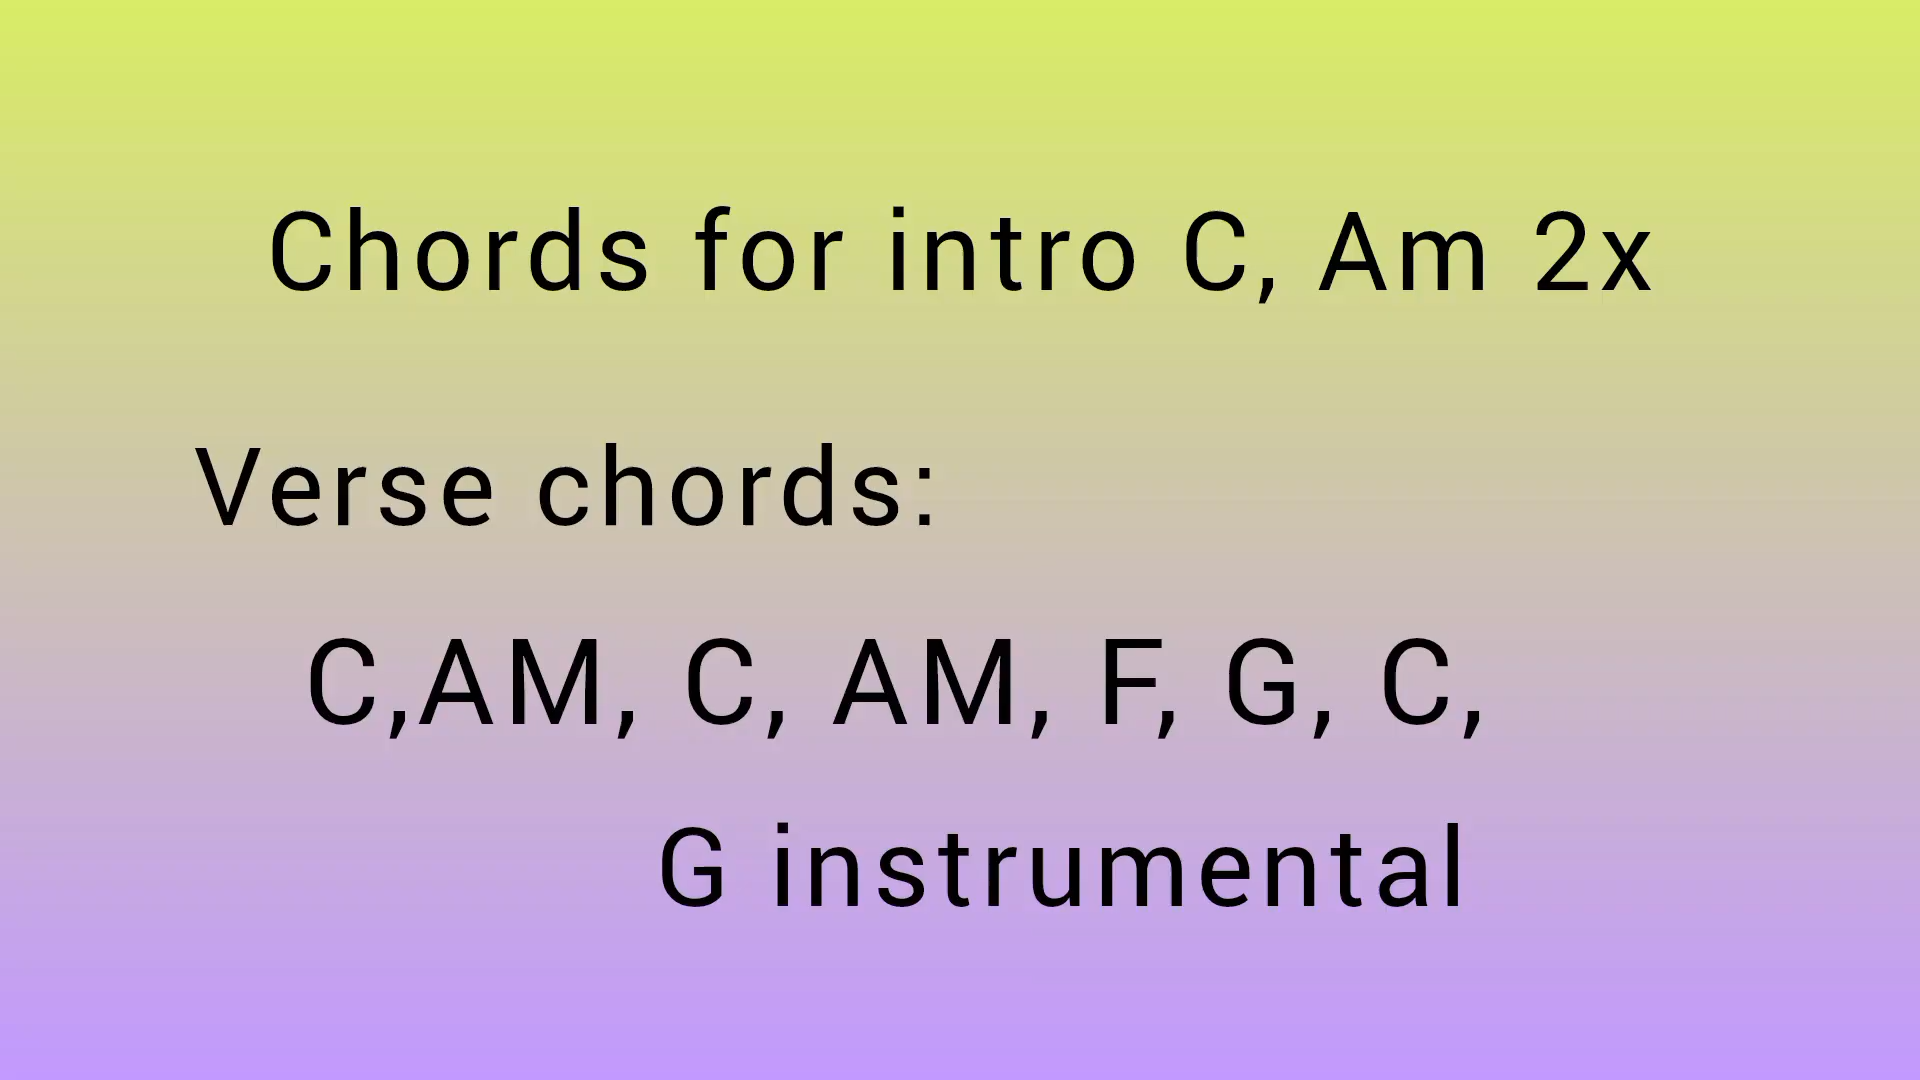 Chords for intro C, Am 2x
Verse chords:
C,AM, C, AM, F, G, C,
G instrumental